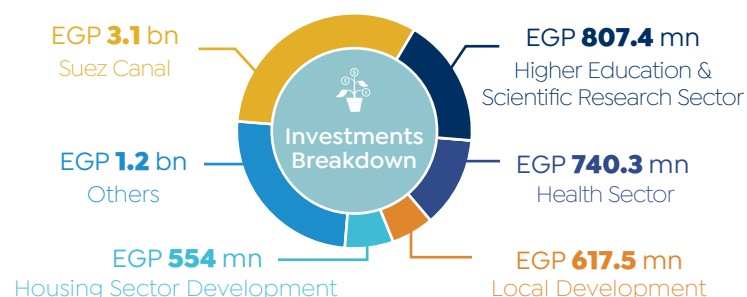 EGP 3.1 bn
Suez Canal
EGP 807.4 mn
Higher Education &
Scientific Research Sector
Investments
Breakdown
EGP 1.2 bn
Others
EGP 740.3 mn
Health Sector
EGP 554 mn
Housing Sector Development
EGP 617.5 mn
Local Development